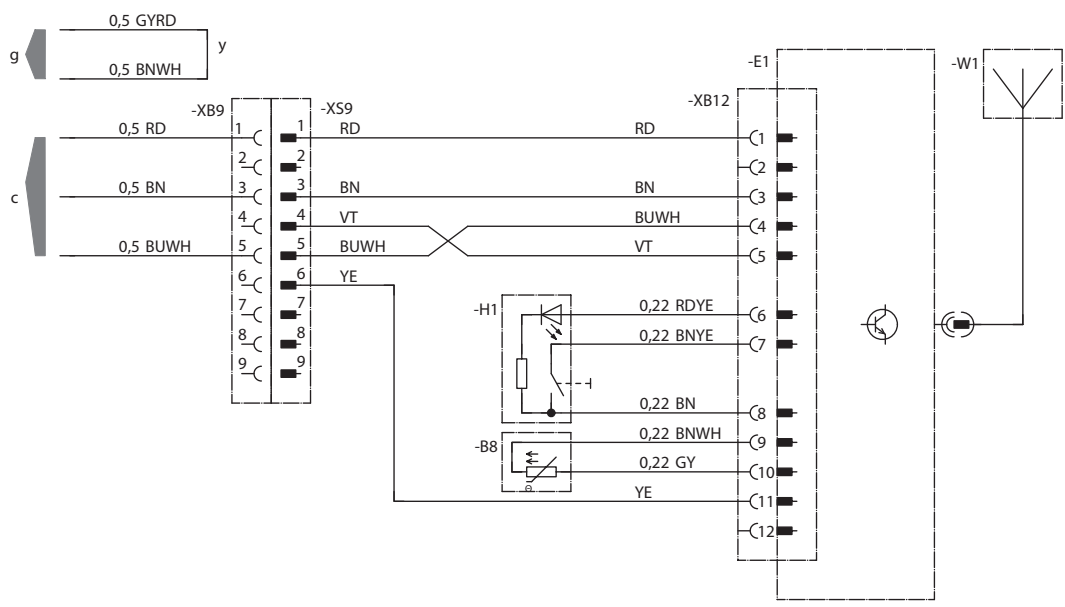 0,5 GYRD
g
y
0,5 BNWH
-E1
-W1
-XB9
-XS9
-XB12
0,5 RD
1
1
RD
RD
1
2
2
2
c
0,5 BN
3
3
BN
BN
3
4
4
VT
BUWH
4
0,5 BUWH
5
5
BUWH
VT
5
6
6
YE
7
7
-H1
0,22 RDYE
6
8
8
0,22 BNYE
7
9
9
0,22 BN
8
-B8
0,22 BNWH
9
0,22 GY
10
Θ
YE
11
12